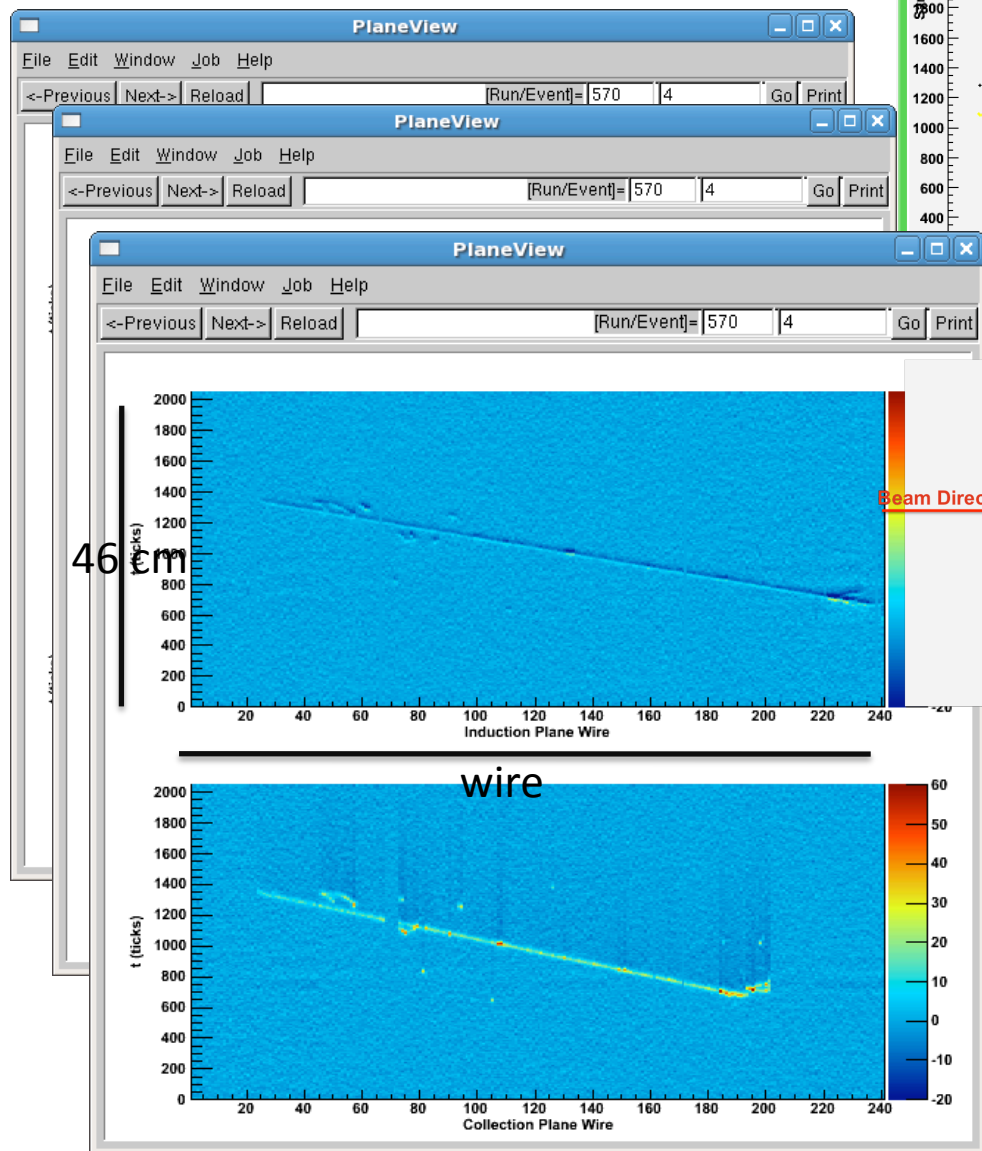 PlaneView
File Edit Window Job Help
<-Previous Next-> Reload [Run/Event]= 570 4 Go Print
PlaneView
File Edit Window Job Help
<-Previous Next-> Reload [Run/Event]= 570 4 Go Print
PlaneView
File Edit Window Job Help
<-Previous Next-> Reload [Run/Event]= 570 4 Go Print
1600
1400
1200
1000
800
600
400
2000
1800
1600
1400
1200
1000
800
600
400
200
0
t (ticks)
46 cm
20 40 60 80 100 120 140 160 180 200 220 240
Induction Plane Wire
-20
Beam Direc
wire
2000
1800
1600
1400
1200
1000
800
600
400
200
0
t (ticks)
20 40 60 80 100 120 140 160 180 200 220 240
Collection Plane Wire
60
50
40
30
20
10
0
-10
-20